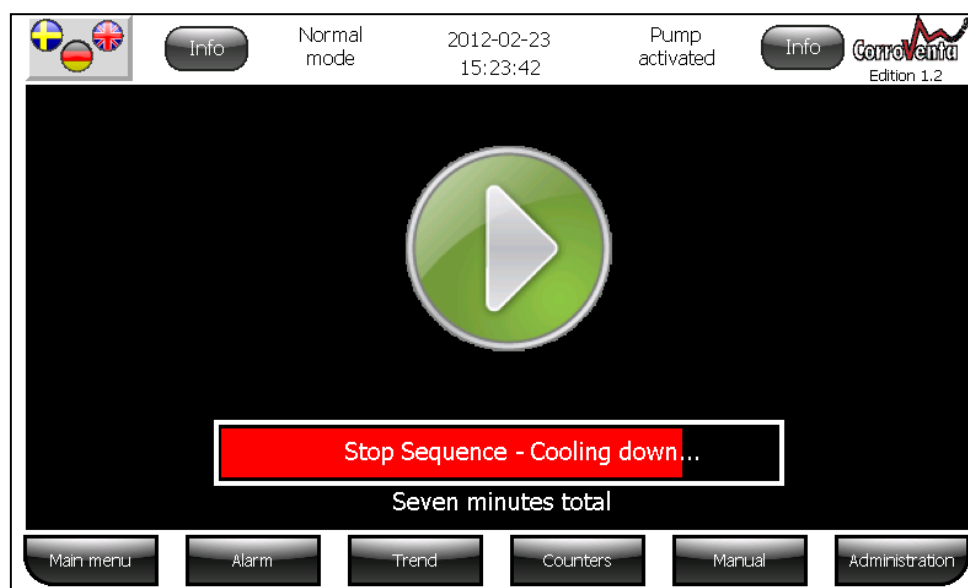 Info
Normal
mode
2012-02-23
15:23:42
Pump
activated
Info
CorroVenta
Edition 1.2
Stop Sequence - Cooling down...
Seven minutes total
Main menu
Alarm
Trend
Counters
Manual
Administration